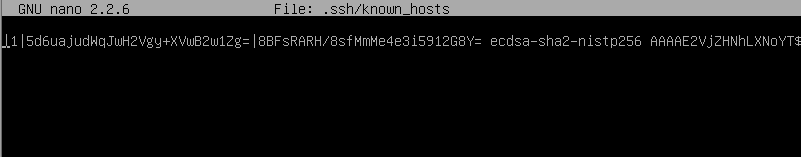 GNU nano 2.2.6 File: .ssh/known_hosts
|1|5d6uajudWqJwH2Vgy+XVwB2w1Zg=|8BFsRARH/8sfMmMe4e3i5912G8Y= ecdsa-sha2-nistp256 AAAAE2VjZHNhLXNoYT$